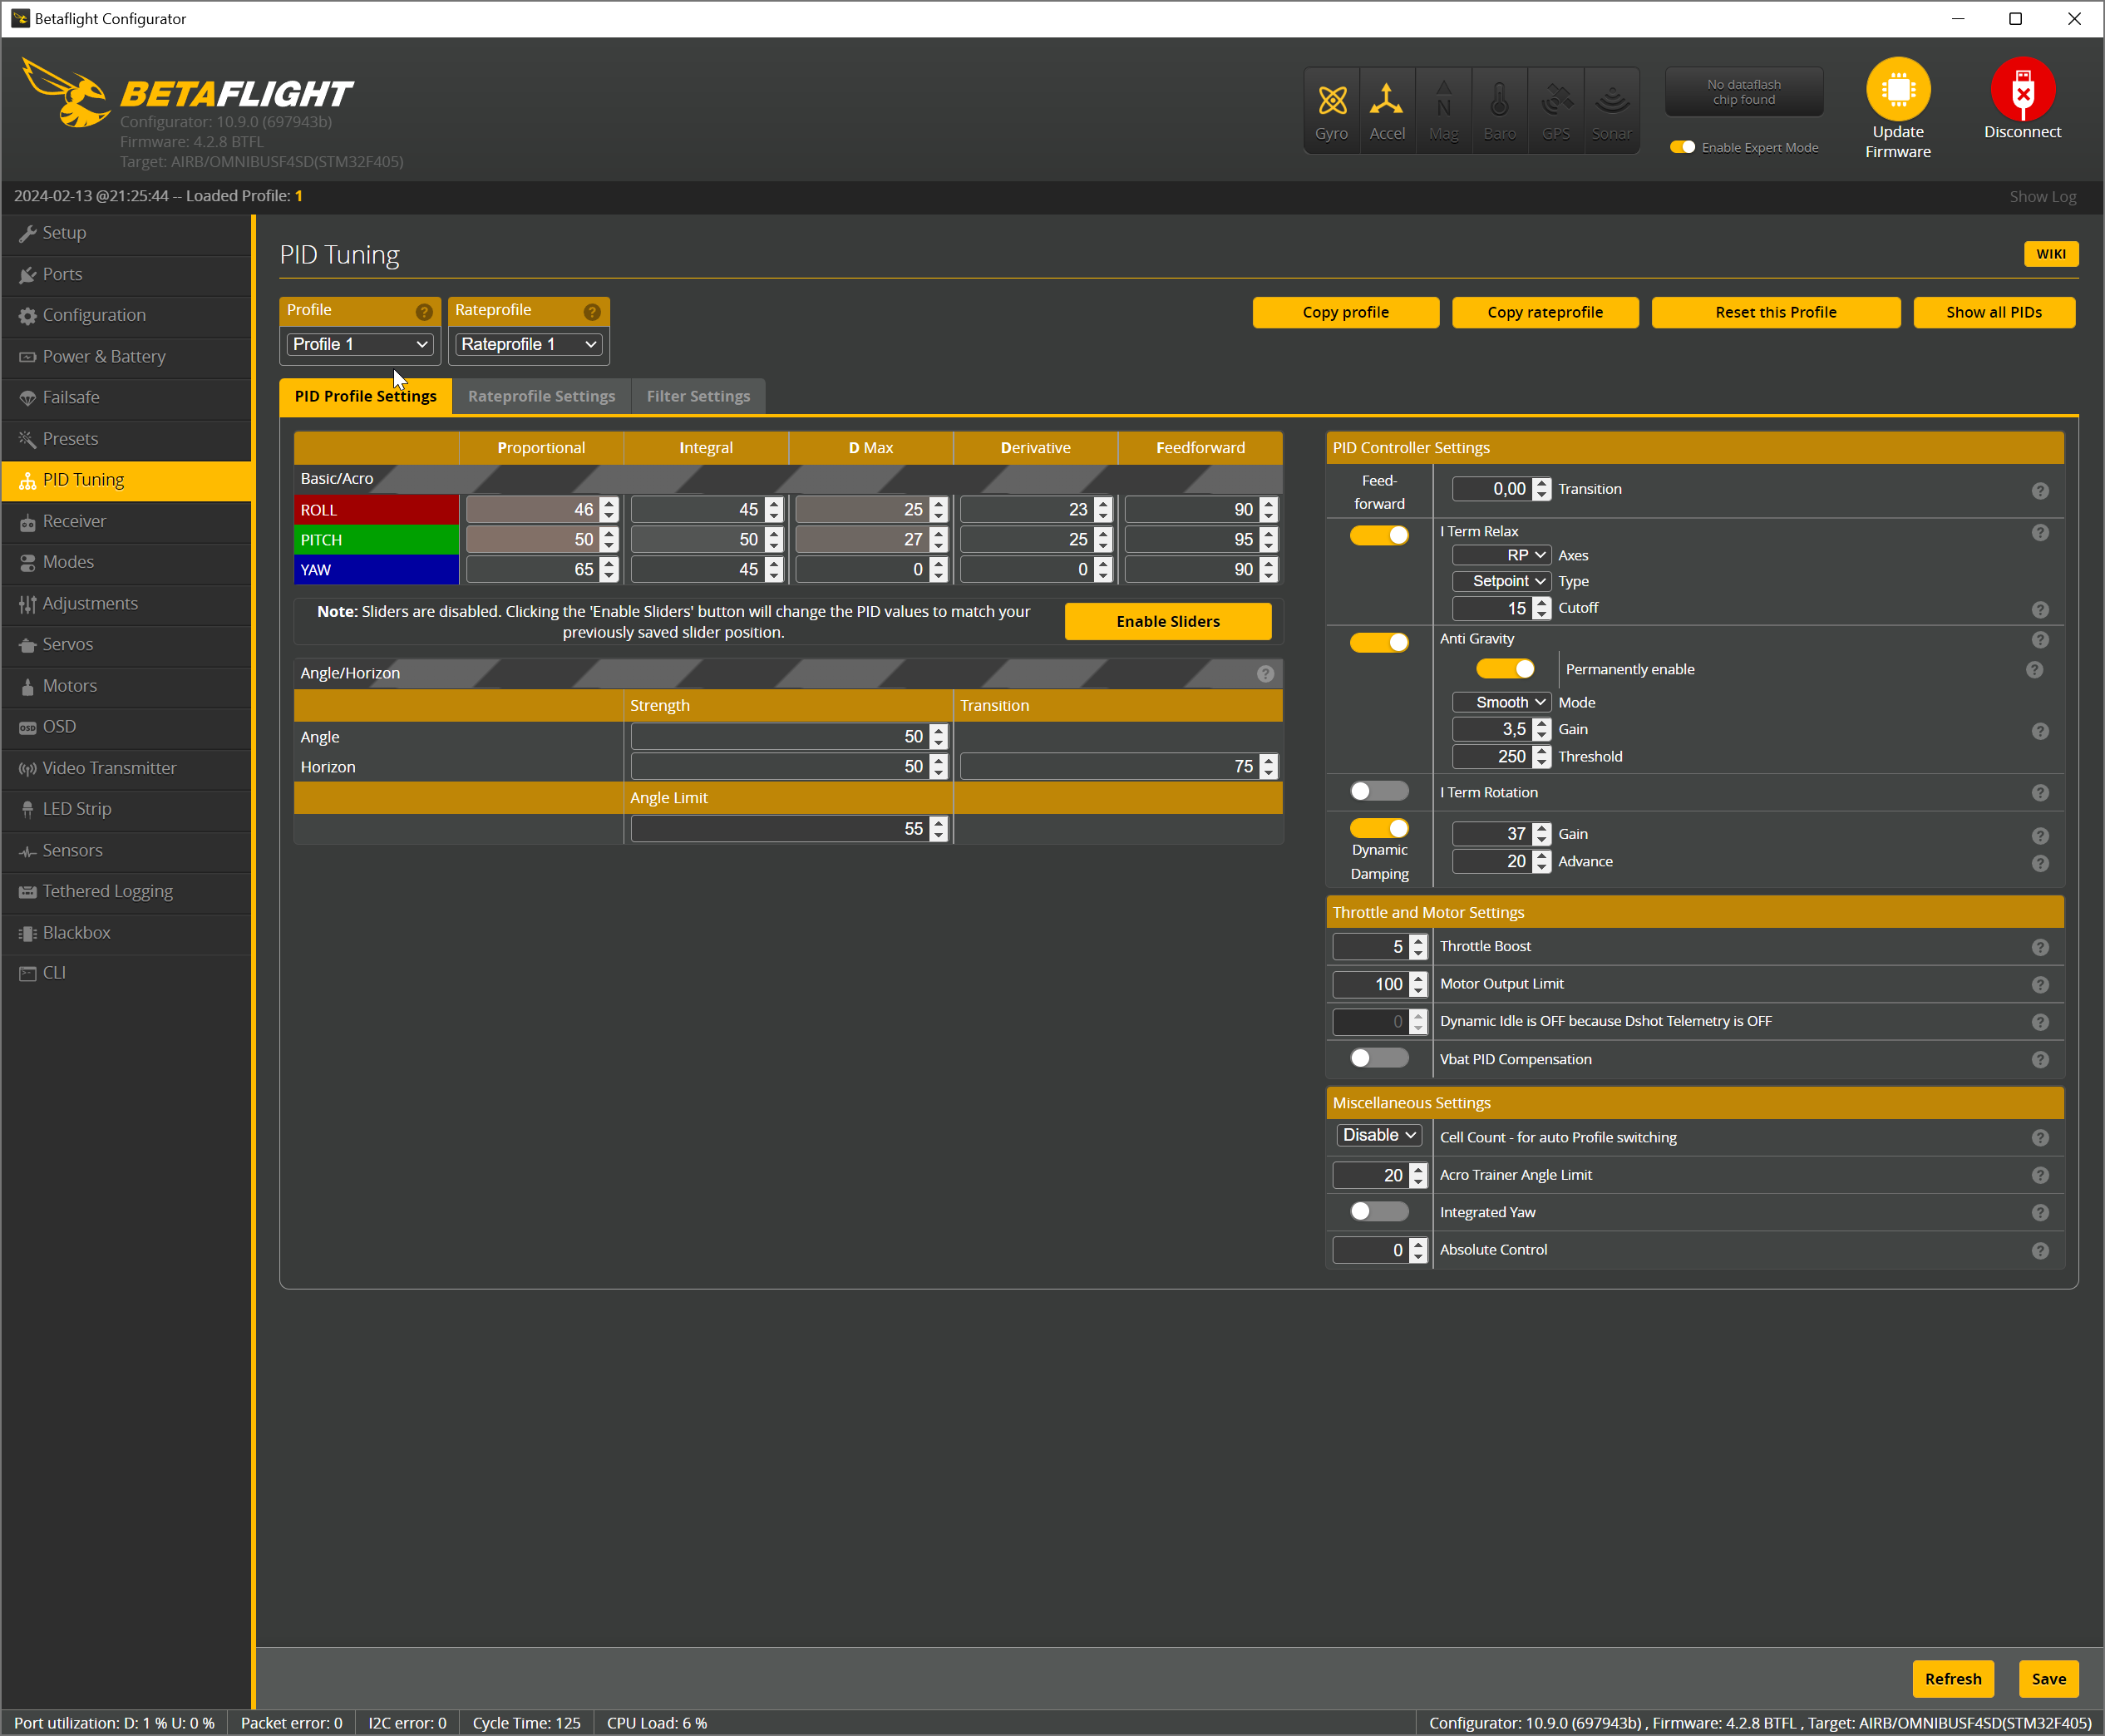 Betaflight Configurator
BETAFLIGHT
Configurator: 10.9.0 (697943b)
Firmware: 4.2.8 BTFL
Target: AIRB/OMNIBUSF4SD(STM32F405)
Gyro
Accel
Mag
N
Baro
GPS
Sonar
No dataflash
chip found
Enable Expert Mode
Update
Firmware
Disconnect
2024-02-13 @21:25:44 -- Loaded Profile: 1
Show Log
Setup
Ports
Configuration
Power & Battery
Failsafe
Presets
PID Tuning
Receiver
Modes
Adjustments
Servos
Motors
OSD
OSD
Video Transmitter
LED Strip
Sensors
Tethered Logging
Blackbox
CLI
PID Tuning
WIKI
Profile ?
Profile 1
Rateprofile ?
Rateprofile 1
Copy profile
Copy rateprofile
Reset this Profile
Show all PIDs
PID Profile Settings
Rateprofile Settings
Filter Settings
Proportional Integral D Max Derivative Feedforward
Basic/Acro
ROLL 46 45 25 23 90
PITCH 50 50 27 25 95
YAW 65 45 0 0 90
Note: Sliders are disabled. Clicking the 'Enable Sliders' button will change the PID values to match your
previously saved slider position.
Enable Sliders
Angle/Horizon ?
Strength Transition
Angle 50
Horizon 50 75
Angle Limit
55
PID Controller Settings
Feed-
forward
0,00 Transition ?
I Term Relax ?
RP Axes
Setpoint Type
15 Cutoff ?
Anti Gravity ?
Permanently enable ?
Smooth Mode
3,5 Gain ?
250 Threshold
I Term Rotation ?
Dynamic
Damping
37 Gain ?
20 Advance ?
Throttle and Motor Settings
5 Throttle Boost ?
100 Motor Output Limit ?
0 Dynamic Idle is OFF because Dshot Telemetry is OFF ?
Vbat PID Compensation ?
Miscellaneous Settings
Disable Cell Count - for auto Profile switching ?
20 Acro Trainer Angle Limit ?
Integrated Yaw ?
0 Absolute Control ?
Refresh
Save
Port utilization: D: 1 % U: 0 %
Packet error: 0
I2C error: 0
Cycle Time: 125
CPU Load: 6 %
Configurator: 10.9.0 (697943b) , Firmware: 4.2.8 BTFL , Target: AIRB/OMNIBUSF4SD(STM32F405)